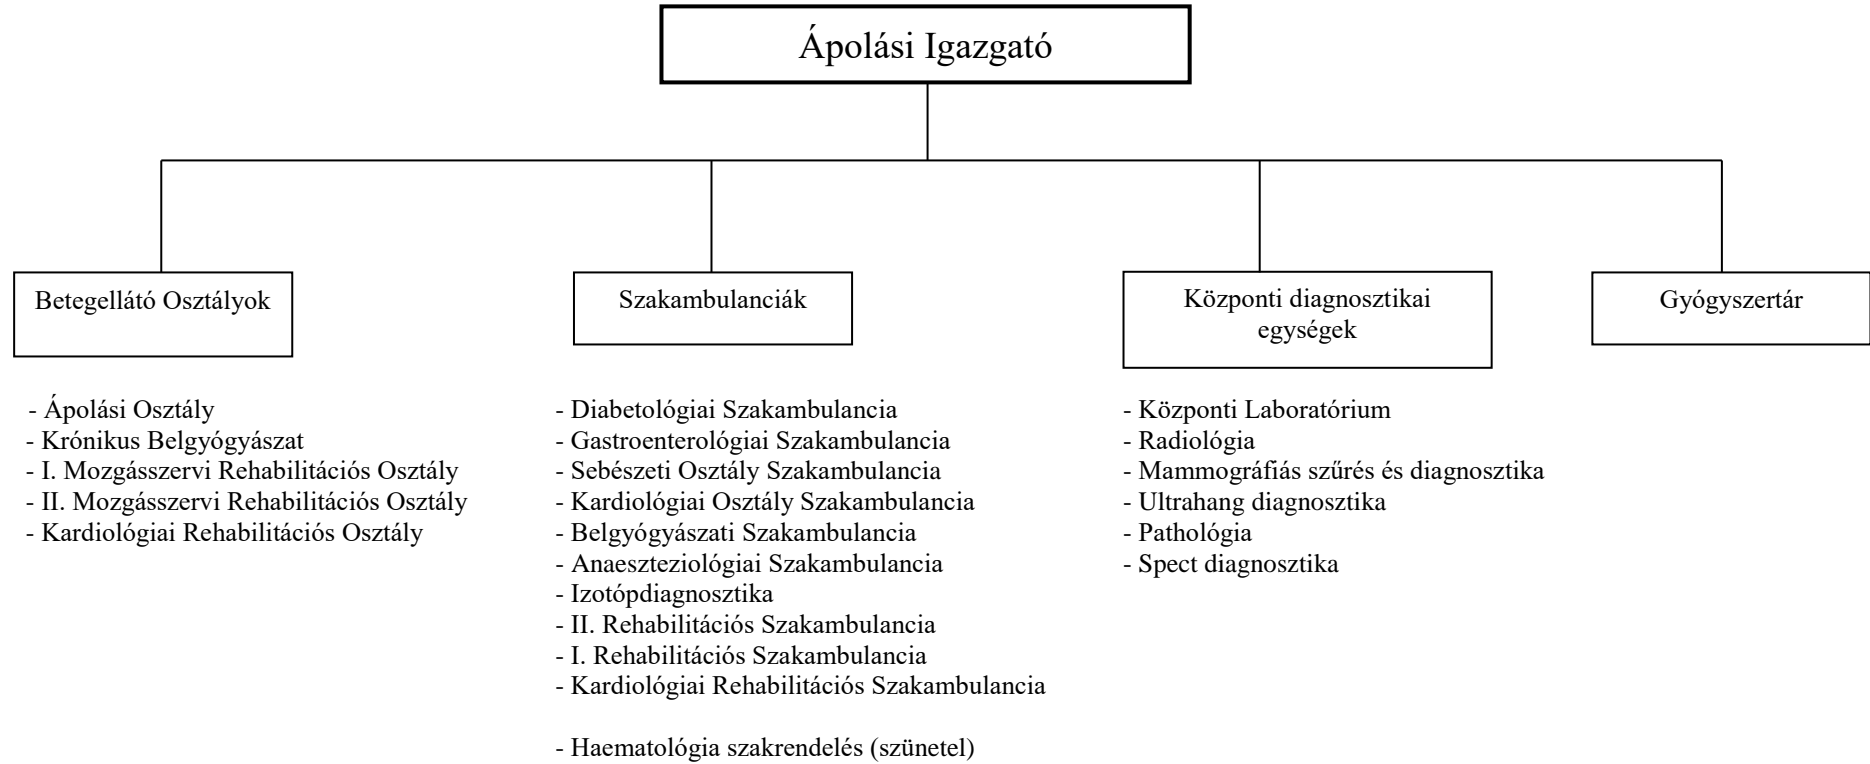 Ápolási Igazgató
Betegellátó Osztályok
- Ápolási Osztály
- Krónikus Belgyógyászat
- I. Mozgásszervi Rehabilitációs Osztály
- II. Mozgásszervi Rehabilitációs Osztály
- Kardiológiai Rehabilitációs Osztály
Szakambulanciák
- Diabetológiai Szakambulancia
- Gastroenterológiai Szakambulancia
- Sebészeti Osztály Szakambulancia
- Kardiológiai Osztály Szakambulancia
- Belgyógyászati Szakambulancia
- Anaeszteziológiai Szakambulancia
- Izotópdiagnosztika
- II. Rehabilitációs Szakambulancia
- I. Rehabilitációs Szakambulancia
- Kardiológiai Rehabilitációs Szakambulancia
- Haematológia szakrendelés (szünetel)
Központi diagnosztikai
egységek
- Központi Laboratórium
- Radiológia
- Mammográfiás szűrés és diagnosztika
- Ultrahang diagnosztika
- Pathológia
- Spect diagnosztika
Gyógyszertár